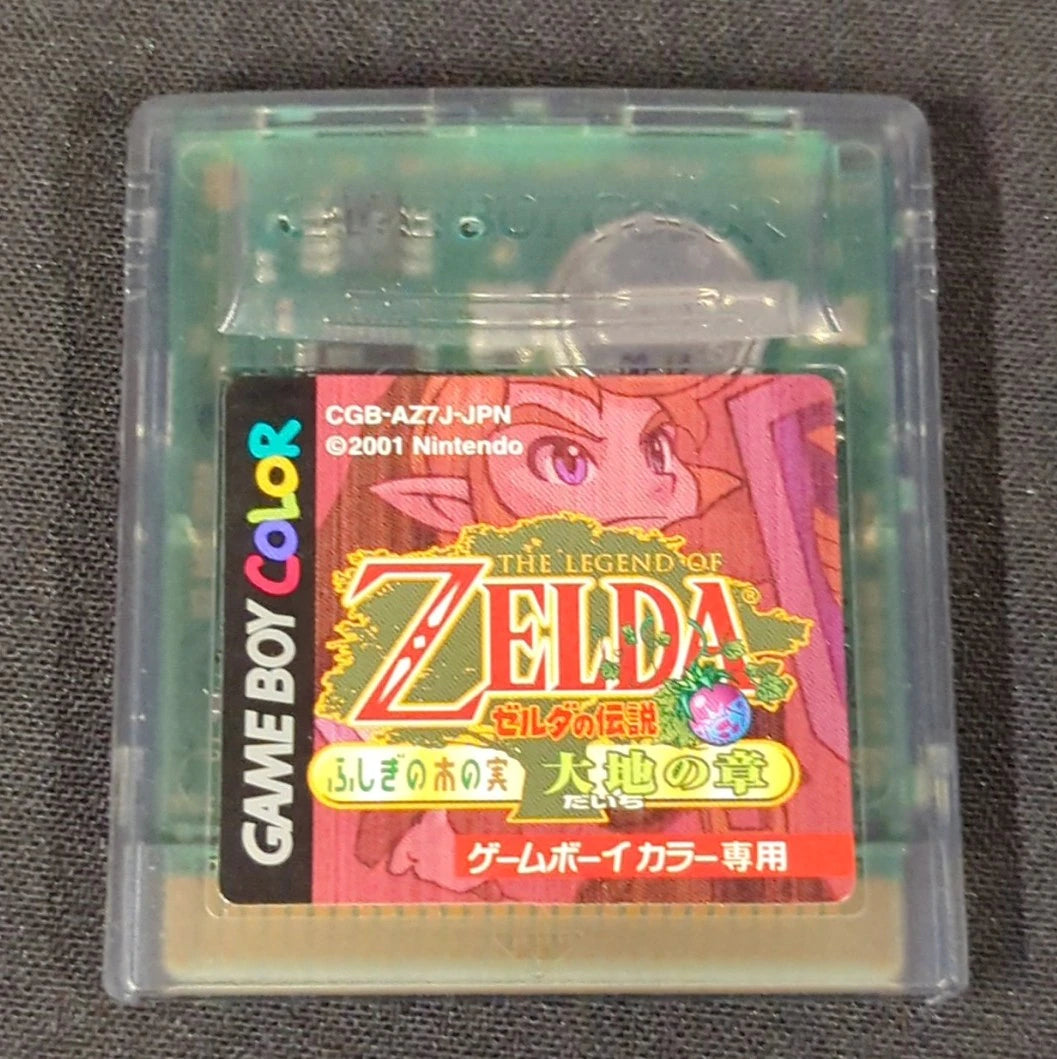 GAME BOY COLOR
CGB-AZ7J-JPN
©2001 Nintendo
THE LEGEND OF
ZELDA®
ゼルダの伝説
ふしぎの木の実 大地の章
だいち
ゲームボーイカラー専用